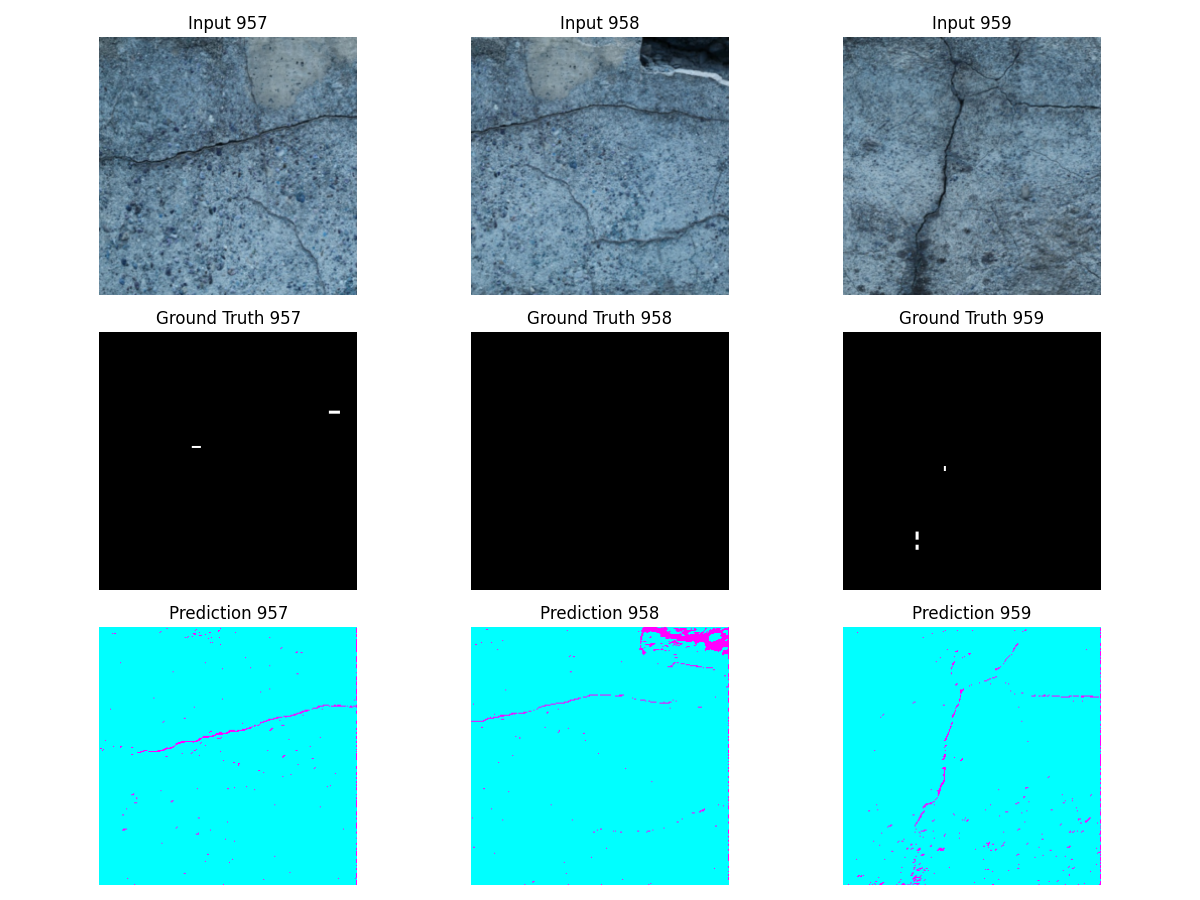 Input 957
Input 958
Input 959
Ground Truth 957
Ground Truth 958
Ground Truth 959
Prediction 957
Prediction 958
Prediction 959